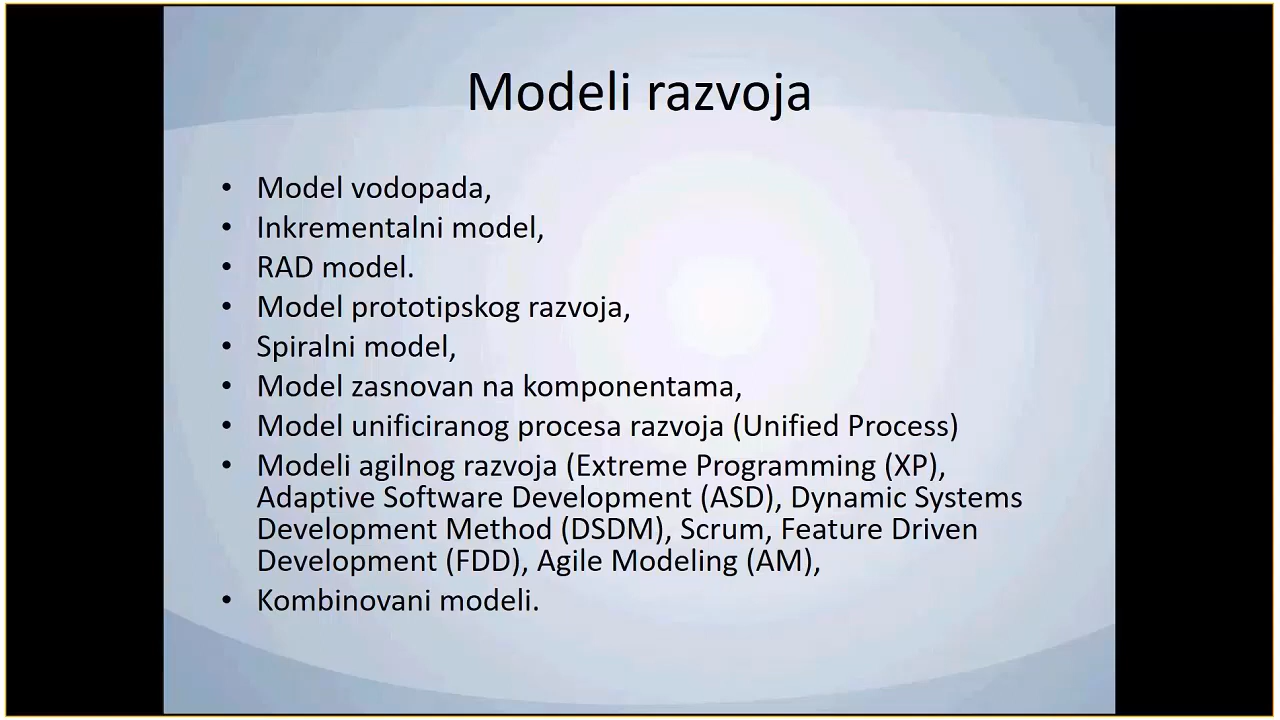 Modeli razvoja
• Model vodopada,
• Inkrementalni model,
• RAD model.
• Model prototipskog razvoja,
• Spiralni model,
• Model zasnovan na komponentama,
• Model unificiranog procesa razvoja (Unified Process)
• Modeli agilnog razvoja (Extreme Programming (XP),
Adaptive Software Development (ASD), Dynamic Systems
Development Method (DSDM), Scrum, Feature Driven
Development (FDD), Agile Modeling (AM),
• Kombinovani modeli.